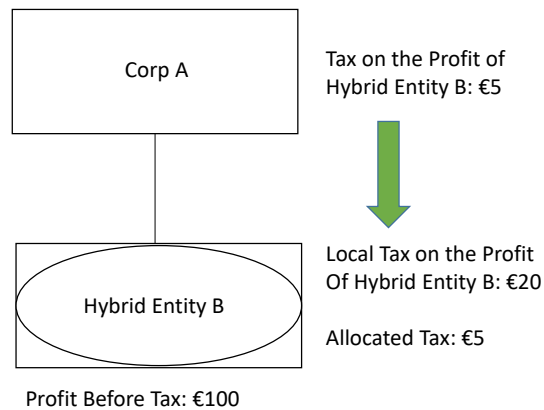 Corp A
Tax on the Profit of
Hybrid Entity B: €5
Hybrid Entity B
Local Tax on the Profit
Of Hybrid Entity B: €20
Allocated Tax: €5
Profit Before Tax: €100